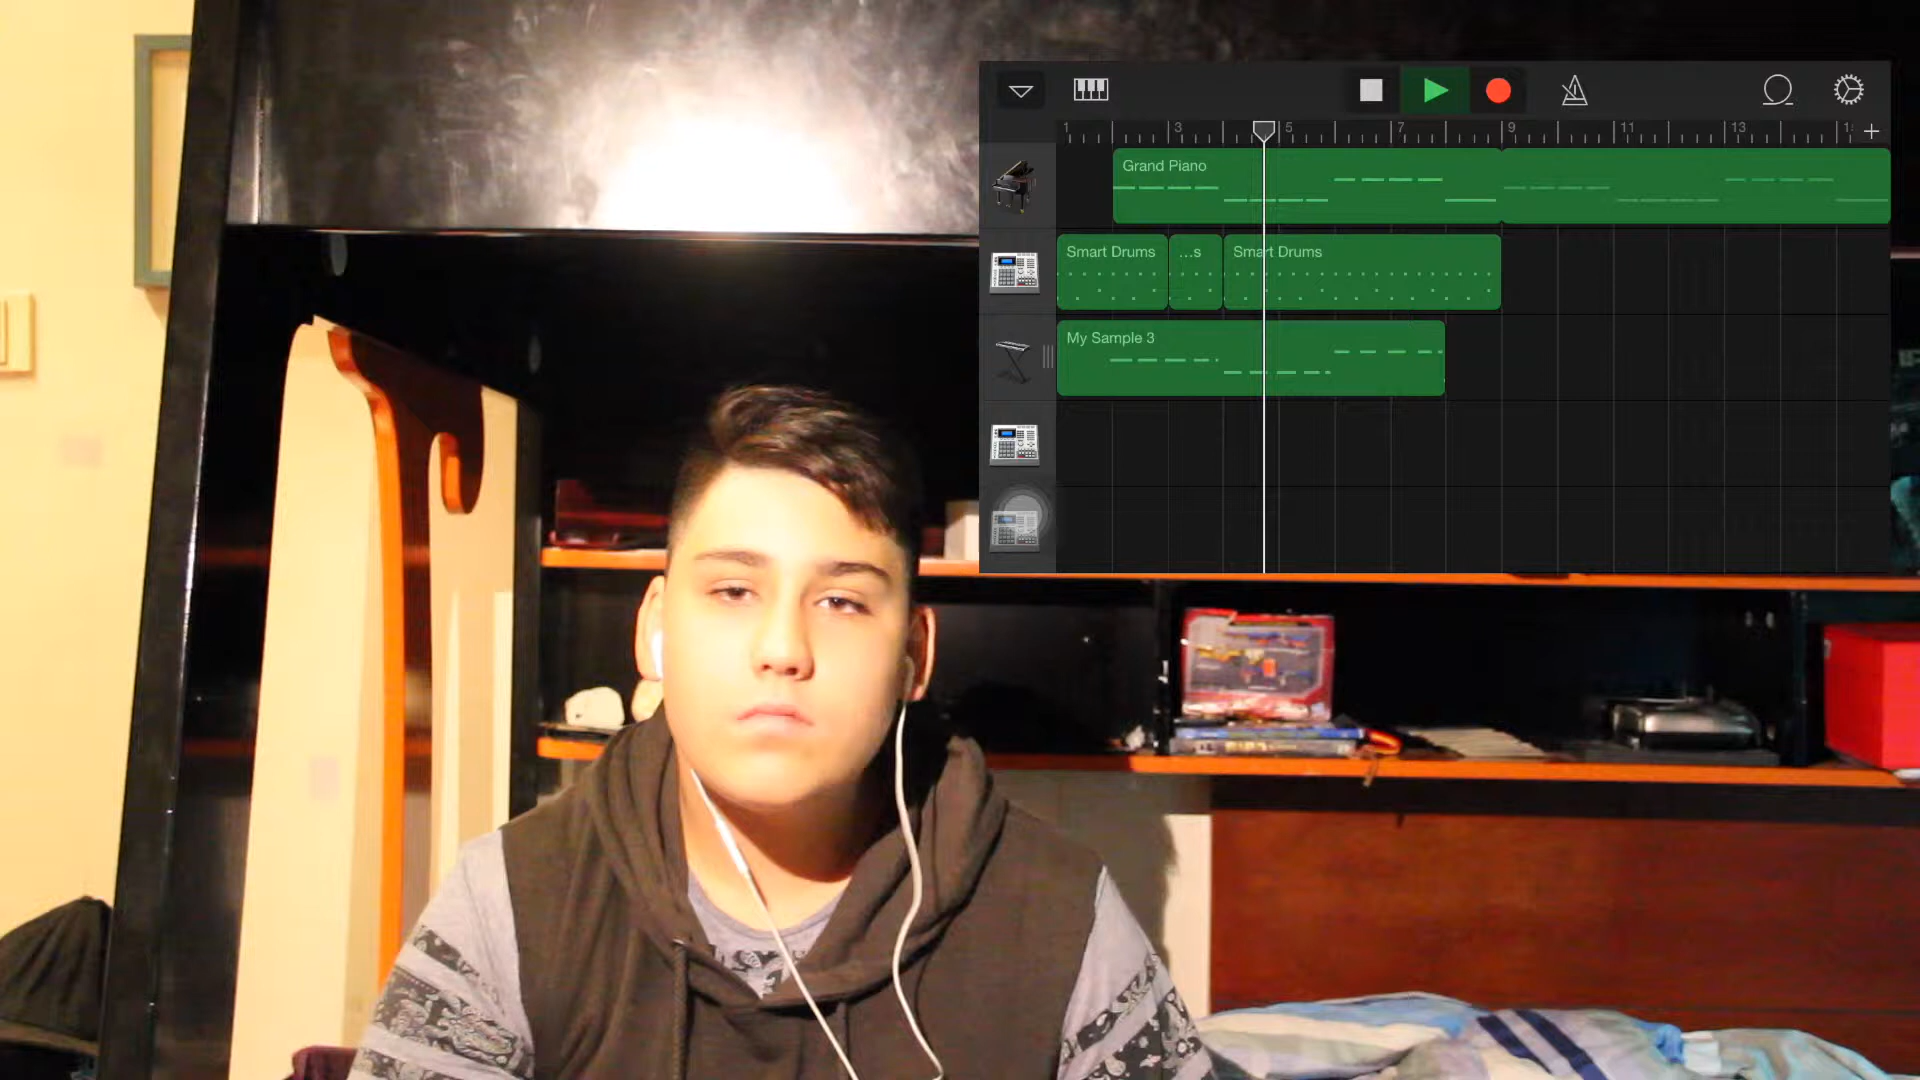 1 3 5 7 9 11 13
Grand Piano
Smart Drums ...s Smart Drums
My Sample 3